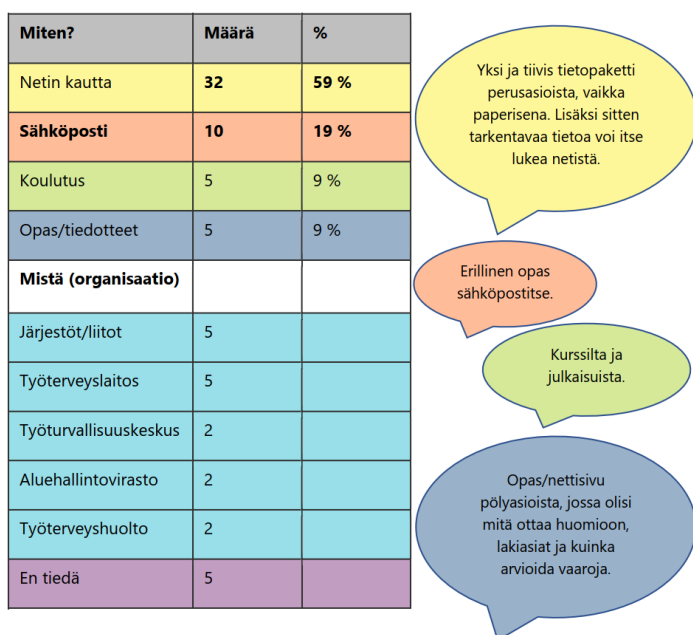 Miten? Määrä %
Netin kautta 32 59 %
Sähköposti 10 19 %
Koulutus 5 9 %
Opas/tiedotteet 5 9 %
Mistä (organisaatio)
Järjestöt/liitot 5
Työterveyslaitos 5
Työturvallisuuskeskus 2
Aluehallintovirasto 2
Työterveyshuolto 2
En tiedä 5
Yksi ja tiivis tietopaketti
perusasioista, vaikka
paperisena. Lisäksi sitten
tarkentavaa tietoa voi itse
lukea netistä.
Erillinen opas
sähköpostitse.
Kurssilta ja
julkaisuista.
Opas/nettisivu
pölyasioista, jossa olisi
mitä ottaa huomioon,
lakiasiat ja kuinka
arvioida vaaroja.